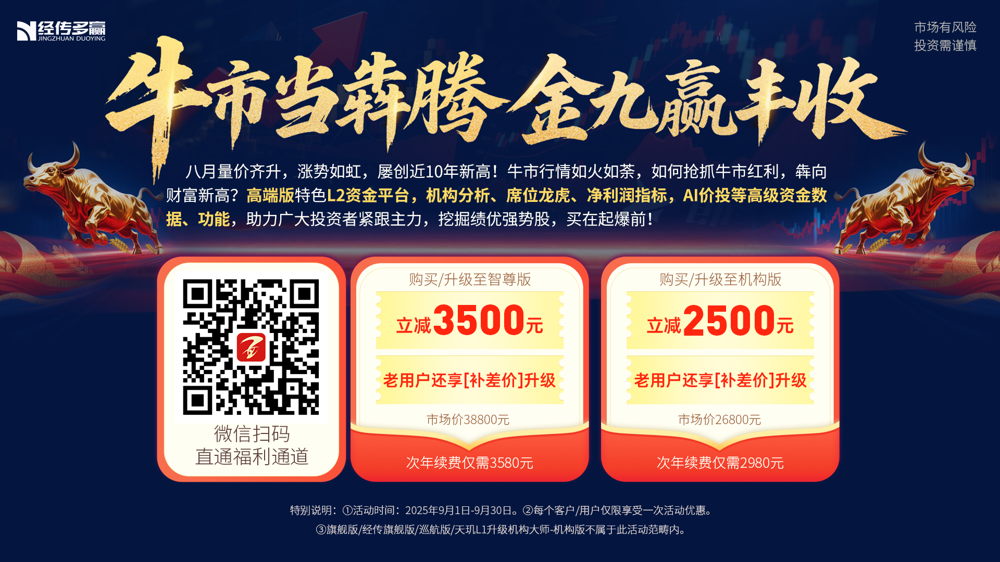 经传多赢
JINGZHUAN DUOYING
市场有风险
投资需谨慎
牛市当犇腾 金九赢丰收
八月量价齐升，涨势如虹，屡创近10年新高！牛市行情如火如荼，如何抢抓牛市红利，犇向
财富新高？高端版特色L2资金平台，机构分析、席位龙虎、净利润指标，AI价投等高级资金数
据、功能，助力广大投资者紧跟主力，挖掘绩优强势股，买在起爆前！
微信扫码
直通福利通道
购买/升级至智尊版
立减3500元
老用户还享[补差价]升级
市场价38800元
次年续费仅需3580元
购买/升级至机构版
立减2500元
老用户还享[补差价]升级
市场价26800元
次年续费仅需2980元
特别说明：①活动时间：2025年9月1日-9月30日。②每个客户/用户仅限享受一次活动优惠。
③旗舰版/经传旗舰版/巡航版/天玑L1升级机构大师-机构版不属于此活动范畴内。